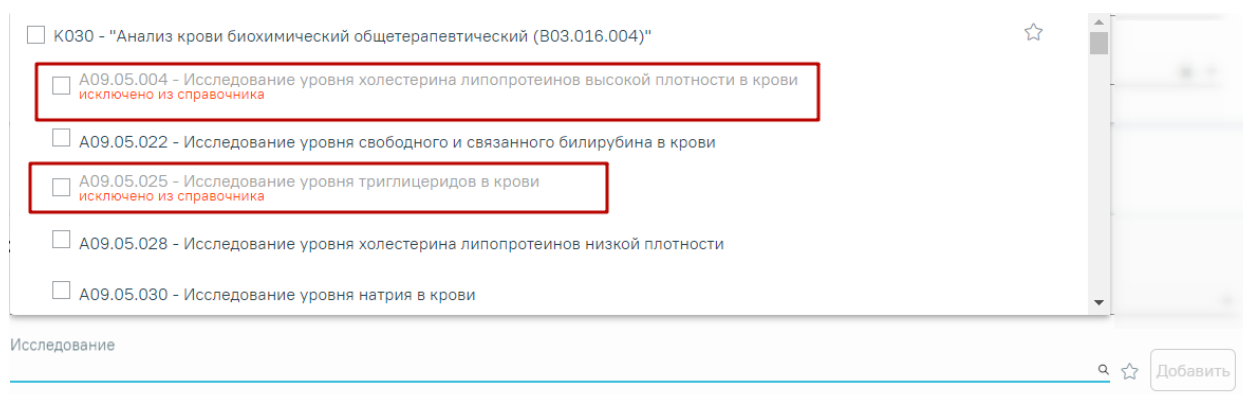 K030 - "Анализ крови биохимический общетерапевтический (B03.016.004)"
A09.05.004 - Исследование уровня холестерина липопротеинов высокой плотности в крови
исключено из справочника
A09.05.022 - Исследование уровня свободного и связанного билирубина в крови
A09.05.025 - Исследование уровня триглицеридов в крови
исключено из справочника
A09.05.028 - Исследование уровня холестерина липопротеинов низкой плотности
A09.05.030 - Исследование уровня натрия в крови
Исследование
Добавить